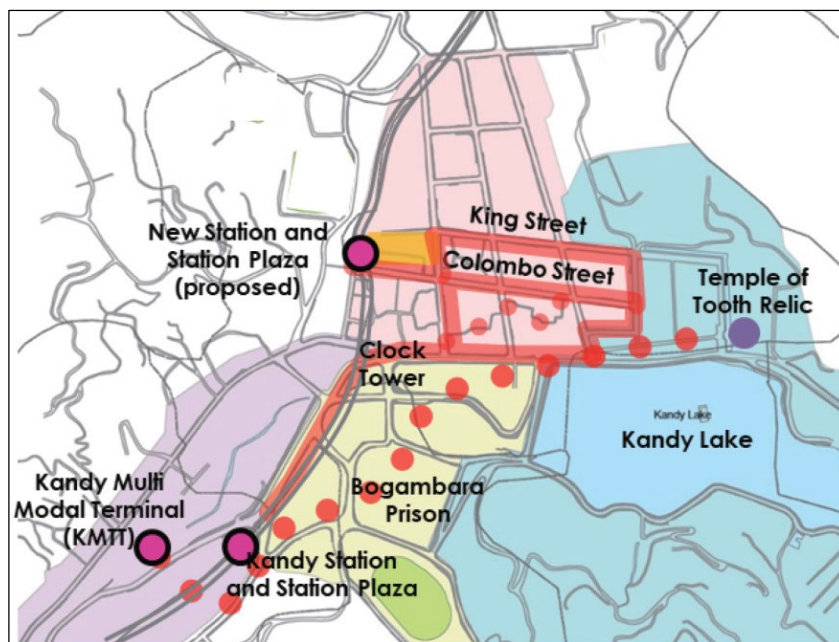 King Street
New Station and
Station Plaza
(proposed)
Colombo Street
Temple of
Tooth Relic
Clock
Tower
Kandy Lake
Kandy Lake
Kandy Multi
Modal Terminal
(KMTT)
Bogambara
Prison
Kandy Station
and Station Plaza